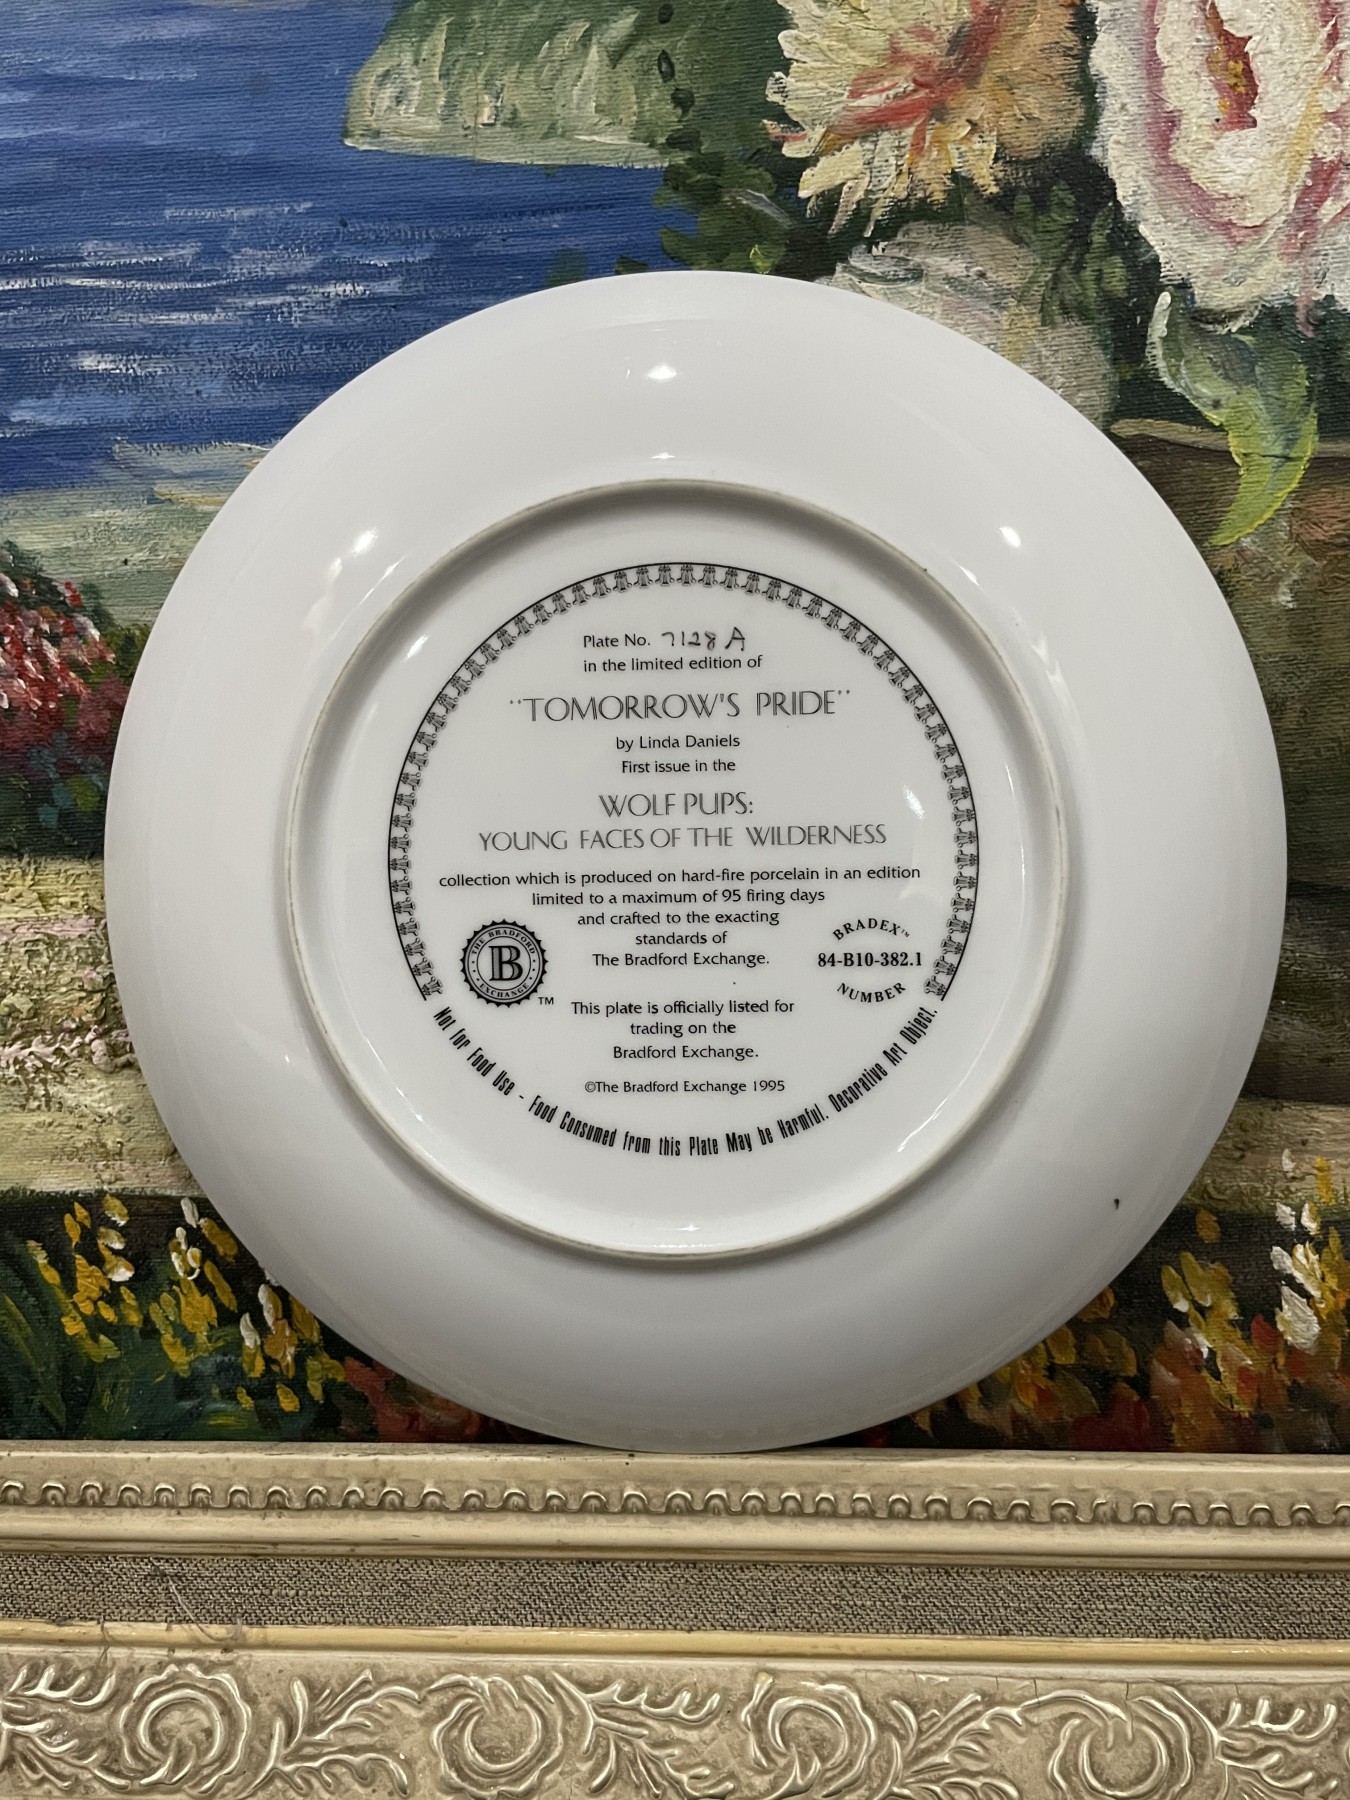 Plate No. 7128 A
in the limited edition of
"TOMORROW'S PRIDE"
by Linda Daniels
First issue in the
WOLF PUPS:
YOUNG FACES OF THE WILDERNESS
collection which is produced on hard-fire porcelain in an edition
limited to a maximum of 95 firing days
and crafted to the exacting
standards of
The Bradford Exchange.
THE BRADFORD
B
EXCHANGE
™
BRADEX™
84-B10-382.1
NUMBER
This plate is officially listed for
trading on the
Bradford Exchange.
©The Bradford Exchange 1995
Not For Food Use - Food Consumed from this Plate May be Harmful. Decorative Art Object.